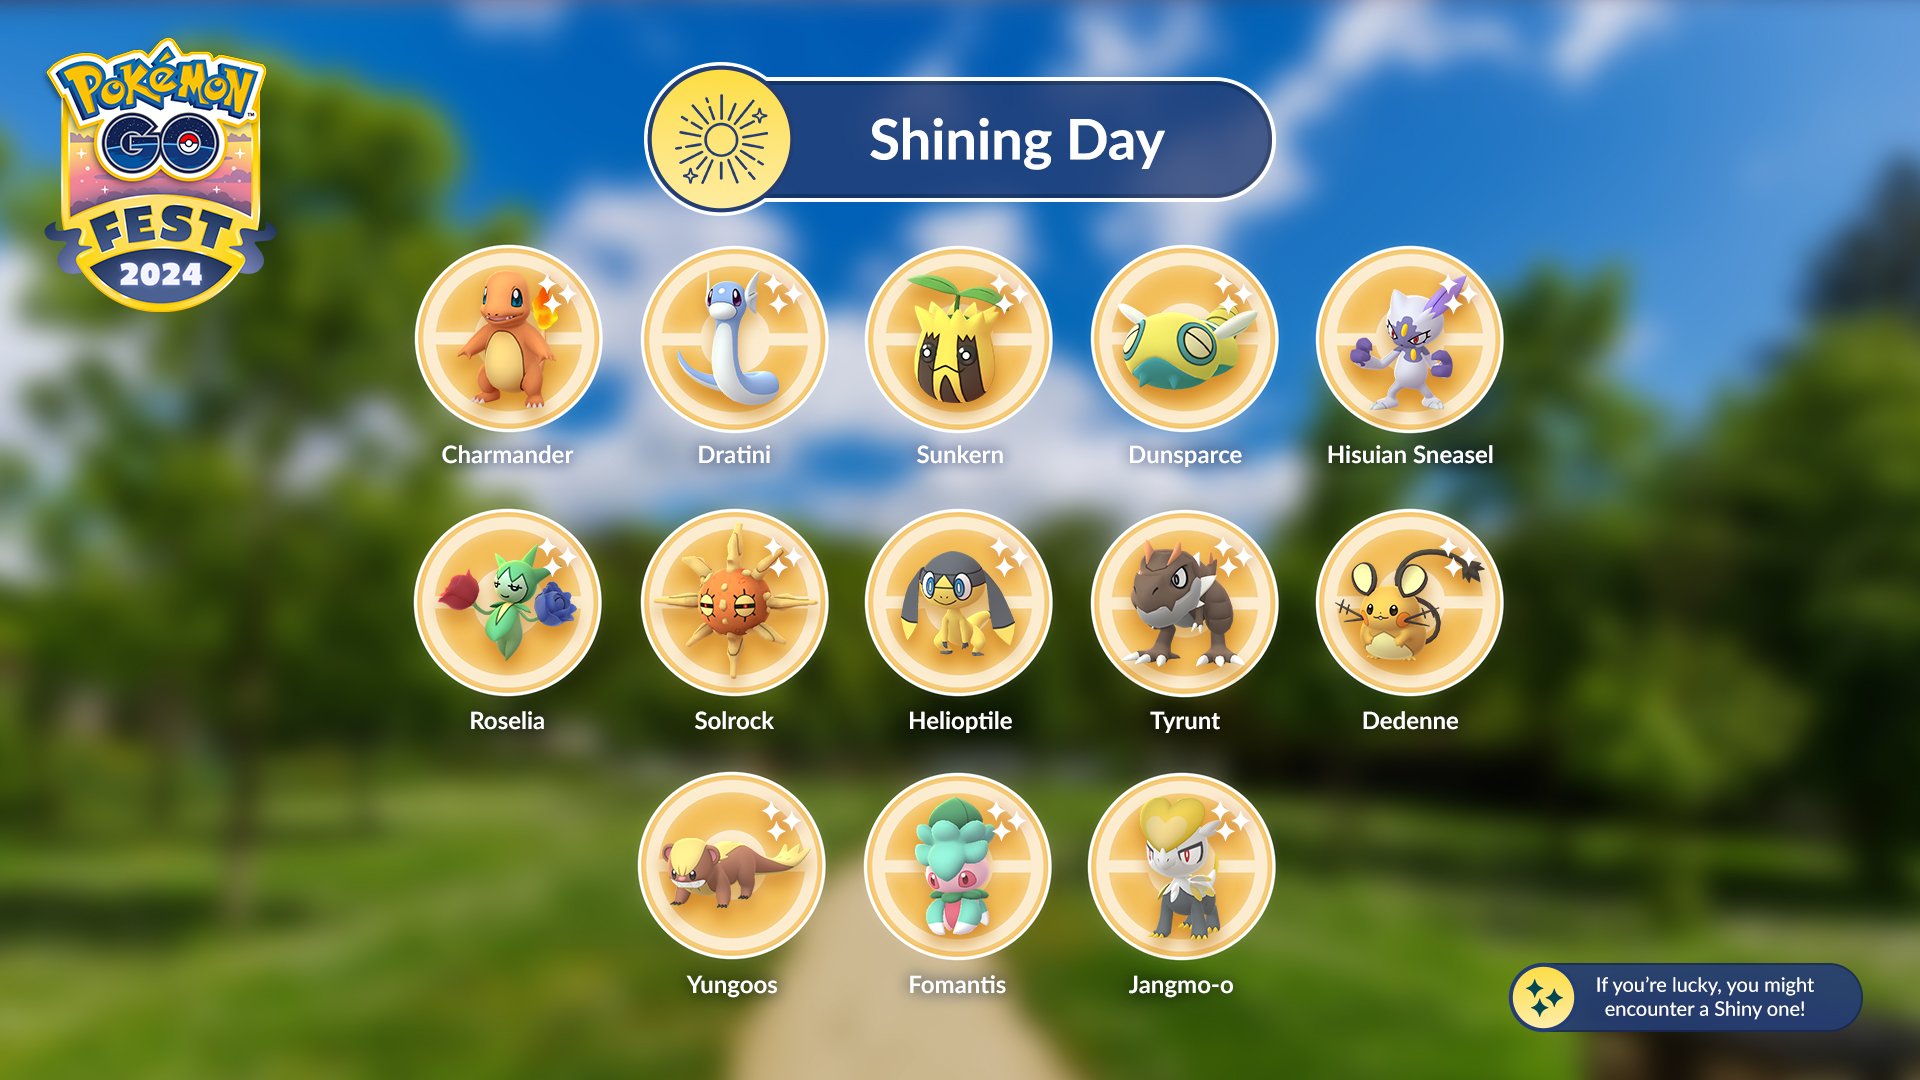 POKÉMON
GO
FEST
2024
Shining Day
Charmander
Dratini
Sunkern
Dunsparce
Hisuian Sneasel
Roselia
Solrock
Helioptile
Tyrunt
Dedenne
Yungoos
Fomantis
Jangmo-o
If you’re lucky, you might
encounter a Shiny one!